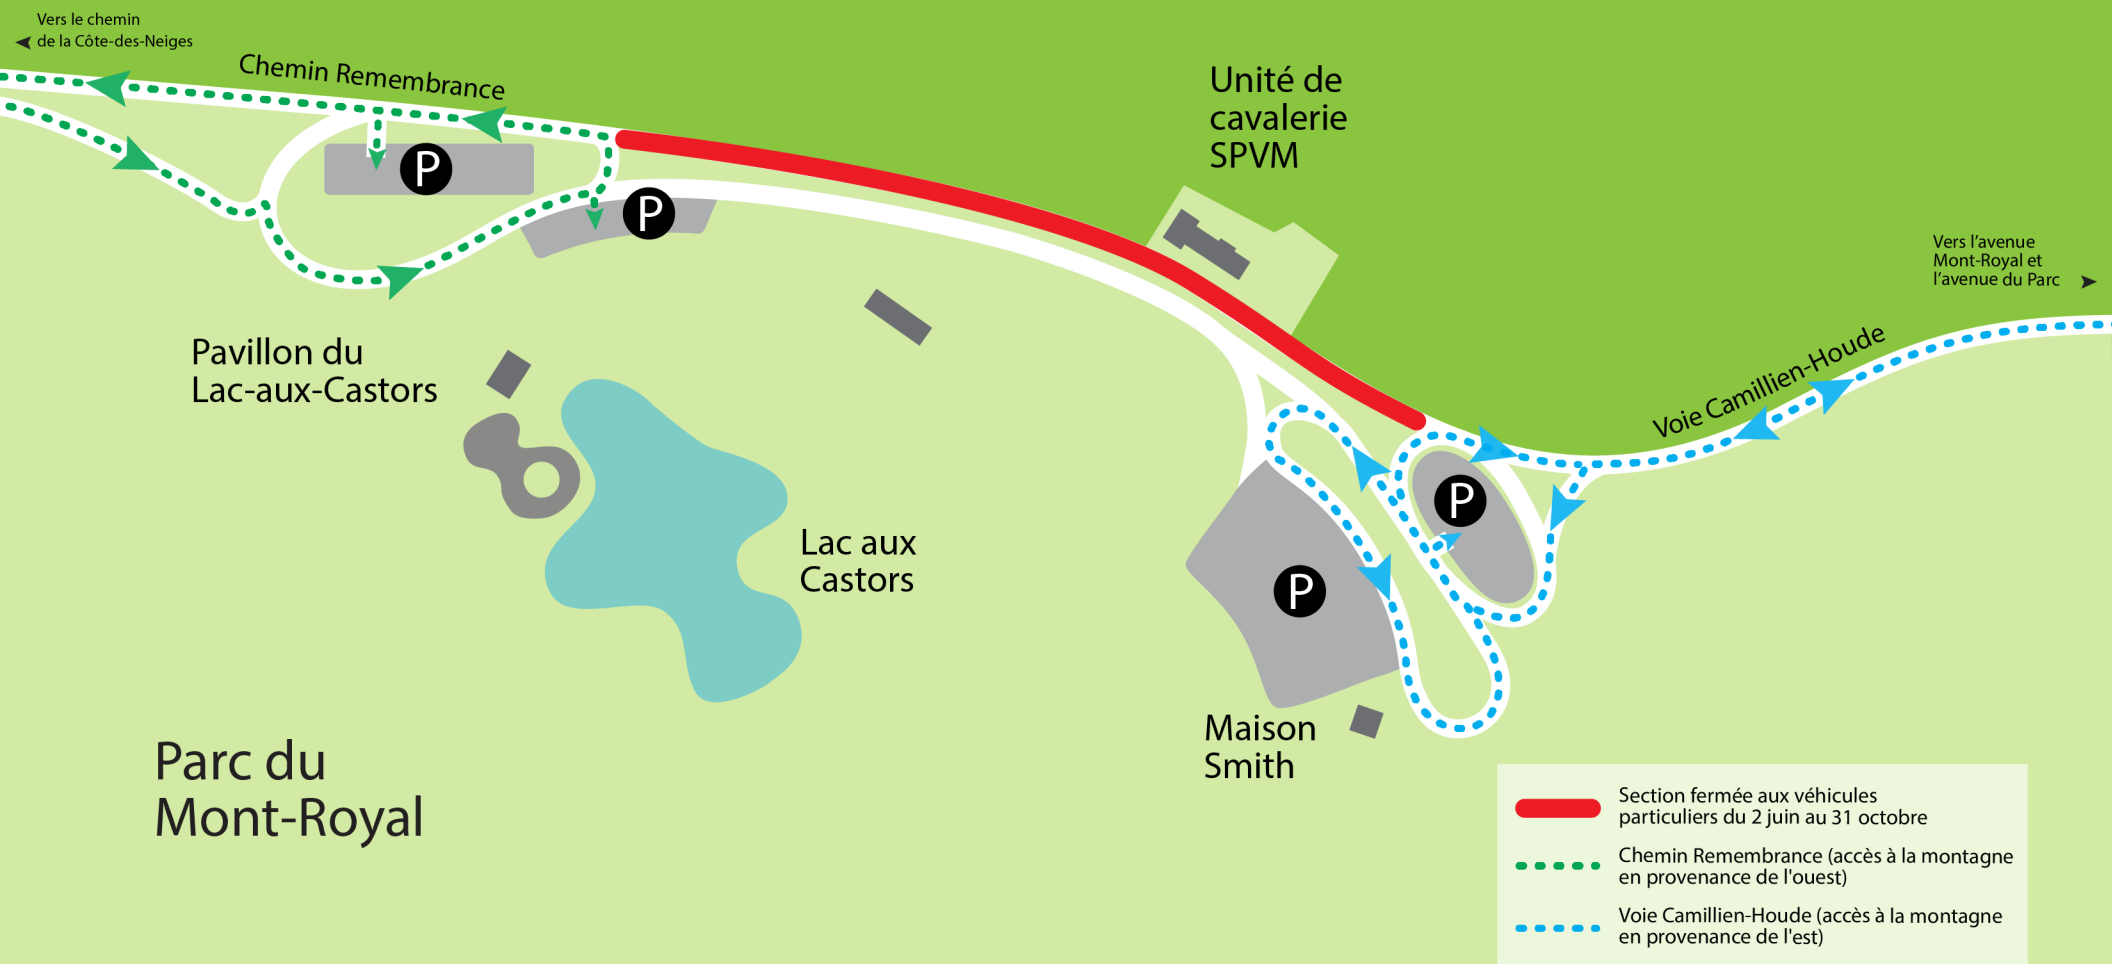 Vers le chemin
de la Côte-des-Neiges
Chemin Remembrance
Unité de
cavalerie
SPVM
P
P
Vers l'avenue
Mont-Royal et
l'avenue du Parc
Voie Camillien-Houde
Pavillon du
Lac-aux-Castors
P
Lac aux
Castors
P
Maison
Smith
Parc du
Mont-Royal
Section fermée aux véhicules
particuliers du 2 juin au 31 octobre
Chemin Remembrance (accès à la montagne
en provenance de l'ouest)
Voie Camillien-Houde (accès à la montagne
en provenance de l'est)